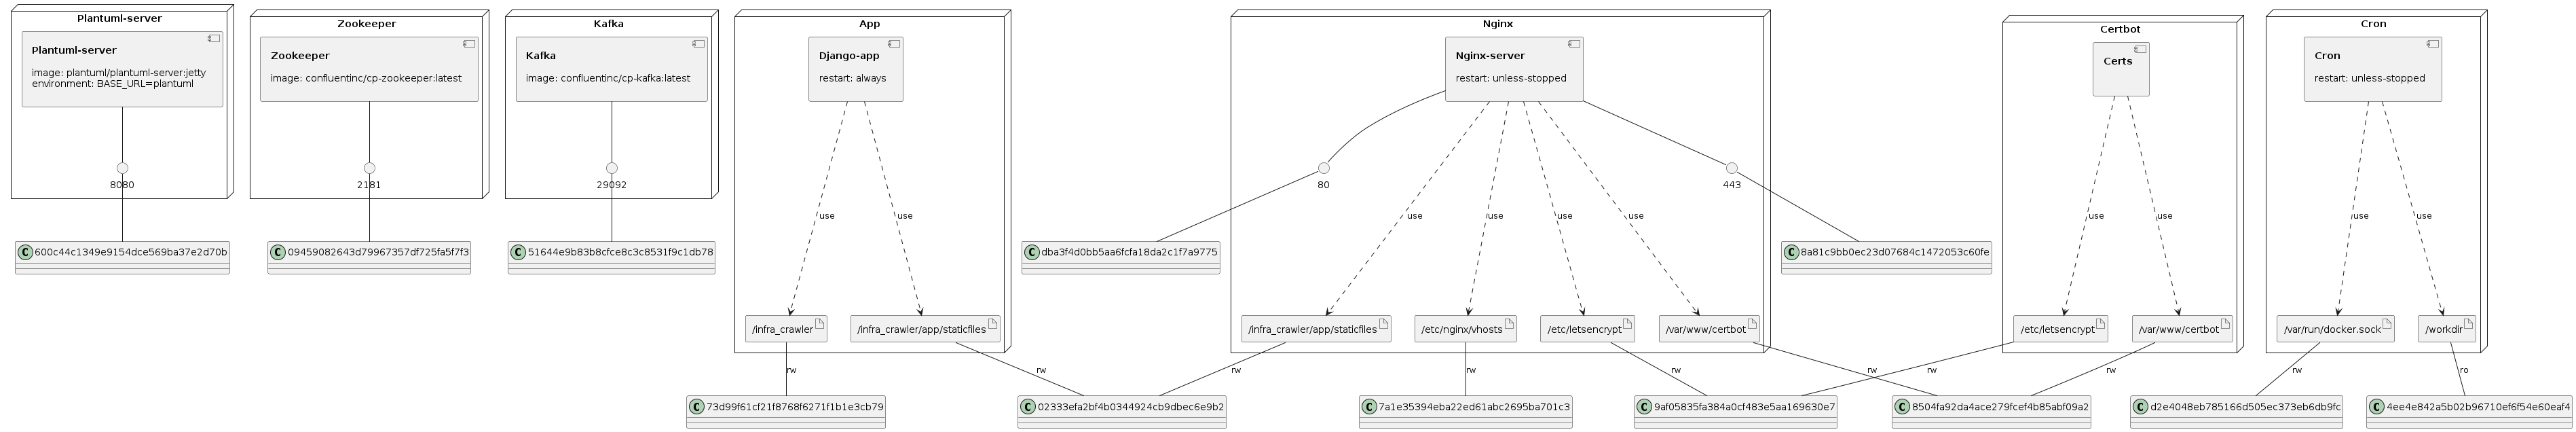 Plantuml-server
Plantuml-server
image: plantuml/plantuml-server:jetty
environment: BASE_URL=plantuml
8080
600c44c1349e9154dce569ba37e2d70b
Zookeeper
Zookeeper
image: confluentinc/cp-zookeeper:latest
2181
09459082643d79967357df725fa5f7f3
Kafka
Kafka
image: confluentinc/cp-kafka:latest
29092
51644e9b83b8cfce8c3c8531f9c1db78
App
Django-app
restart: always
use
use
/infra_crawler
/infra_crawler/app/staticfiles
rw
rw
73d99f61cf21f8768f6271f1b1e3cb79
02333efa2bf4b0344924cb9dbec6e9b2
Nginx
Nginx-server
restart: unless-stopped
80
443
dba3f4d0bb5aa6fcfa18da2c1f7a9775
8a81c9bb0ec23d07684c1472053c60fe
use
use
use
use
/infra_crawler/app/staticfiles
/etc/nginx/vhosts
/etc/letsencrypt
/var/www/certbot
rw
rw
rw
rw
7a1e35394eba22ed61abc2695ba701c3
9af05835fa384a0cf483e5aa169630e7
8504fa92da4ace279fcef4b85abf09a2
Certbot
Certs
use
use
/etc/letsencrypt
/var/www/certbot
rw
rw
Cron
Cron
restart: unless-stopped
use
use
/var/run/docker.sock
/workdir
rw
ro
d2e4048eb785166d505ec373eb6db9fc
4ee4e842a5b02b96710ef6f54e60eaf4
C
C
C
C
C
C
C
C
C
C
C
C